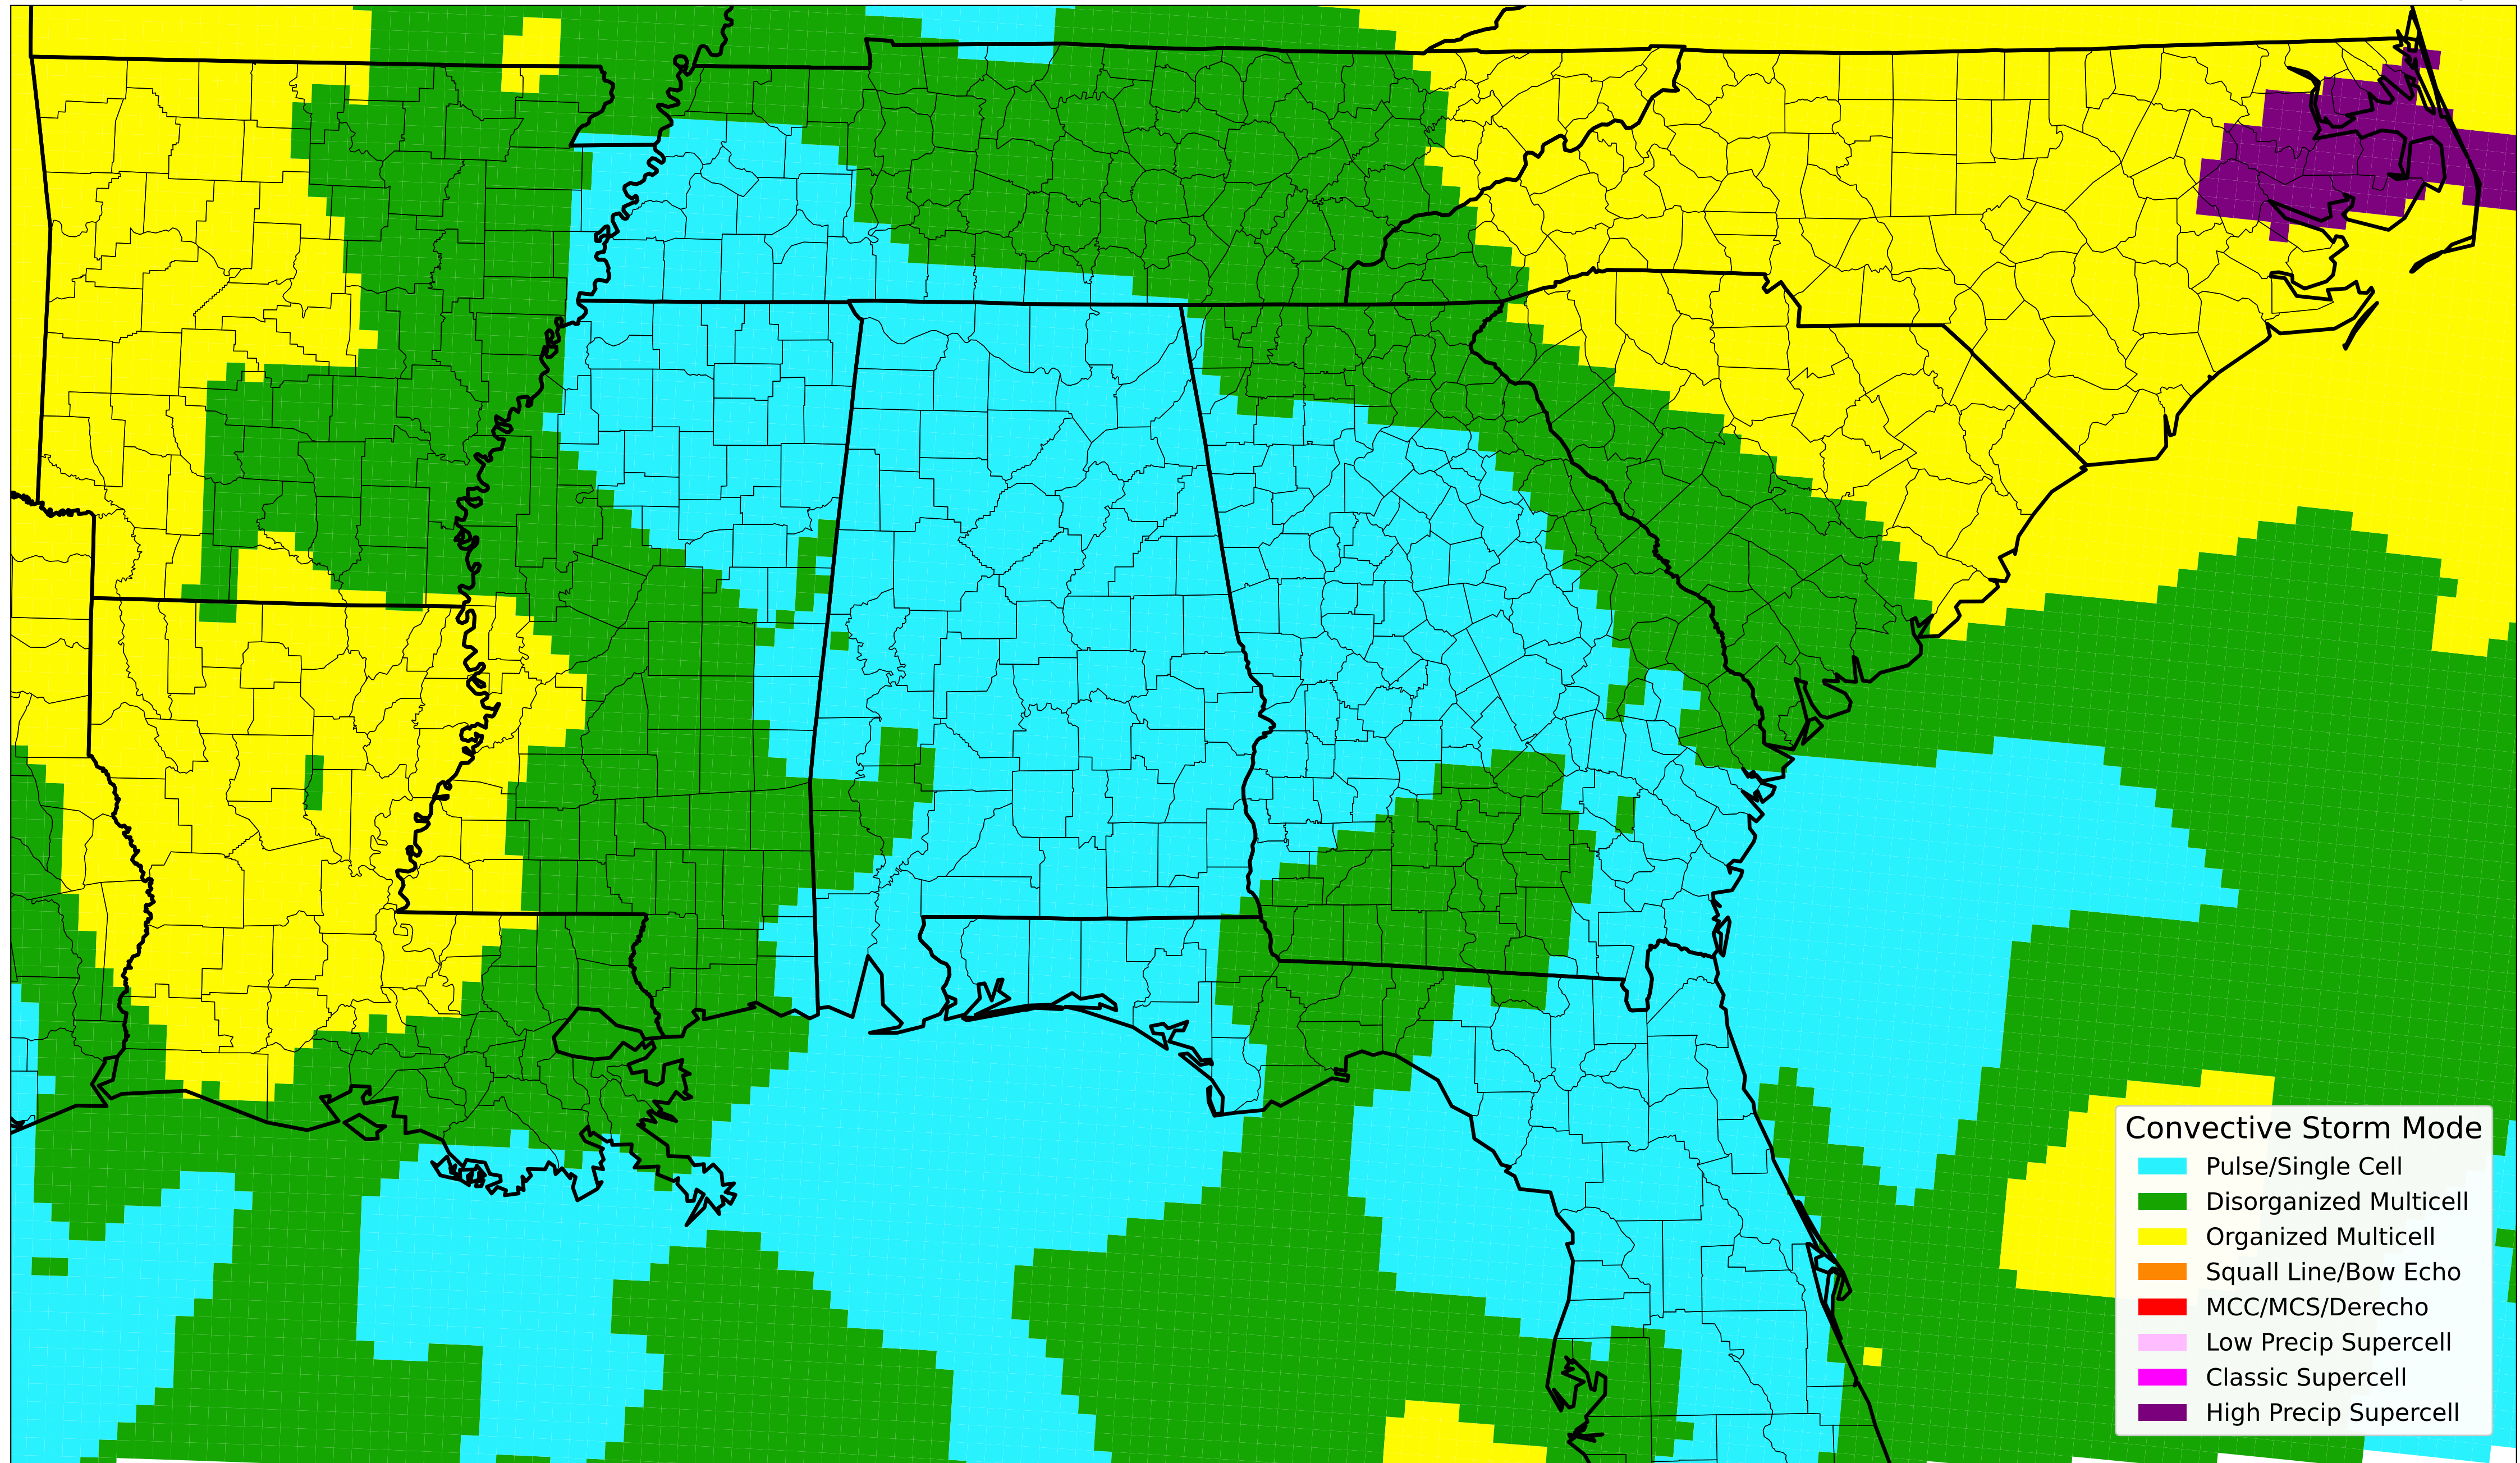 Convective Storm Mode
Pulse/Single Cell
Disorganized Multicell
Organized Multicell
Squall Line/Bow Echo
MCC/MCS/Derecho
Low Precip Supercell
Classic Supercell
High Precip Supercell